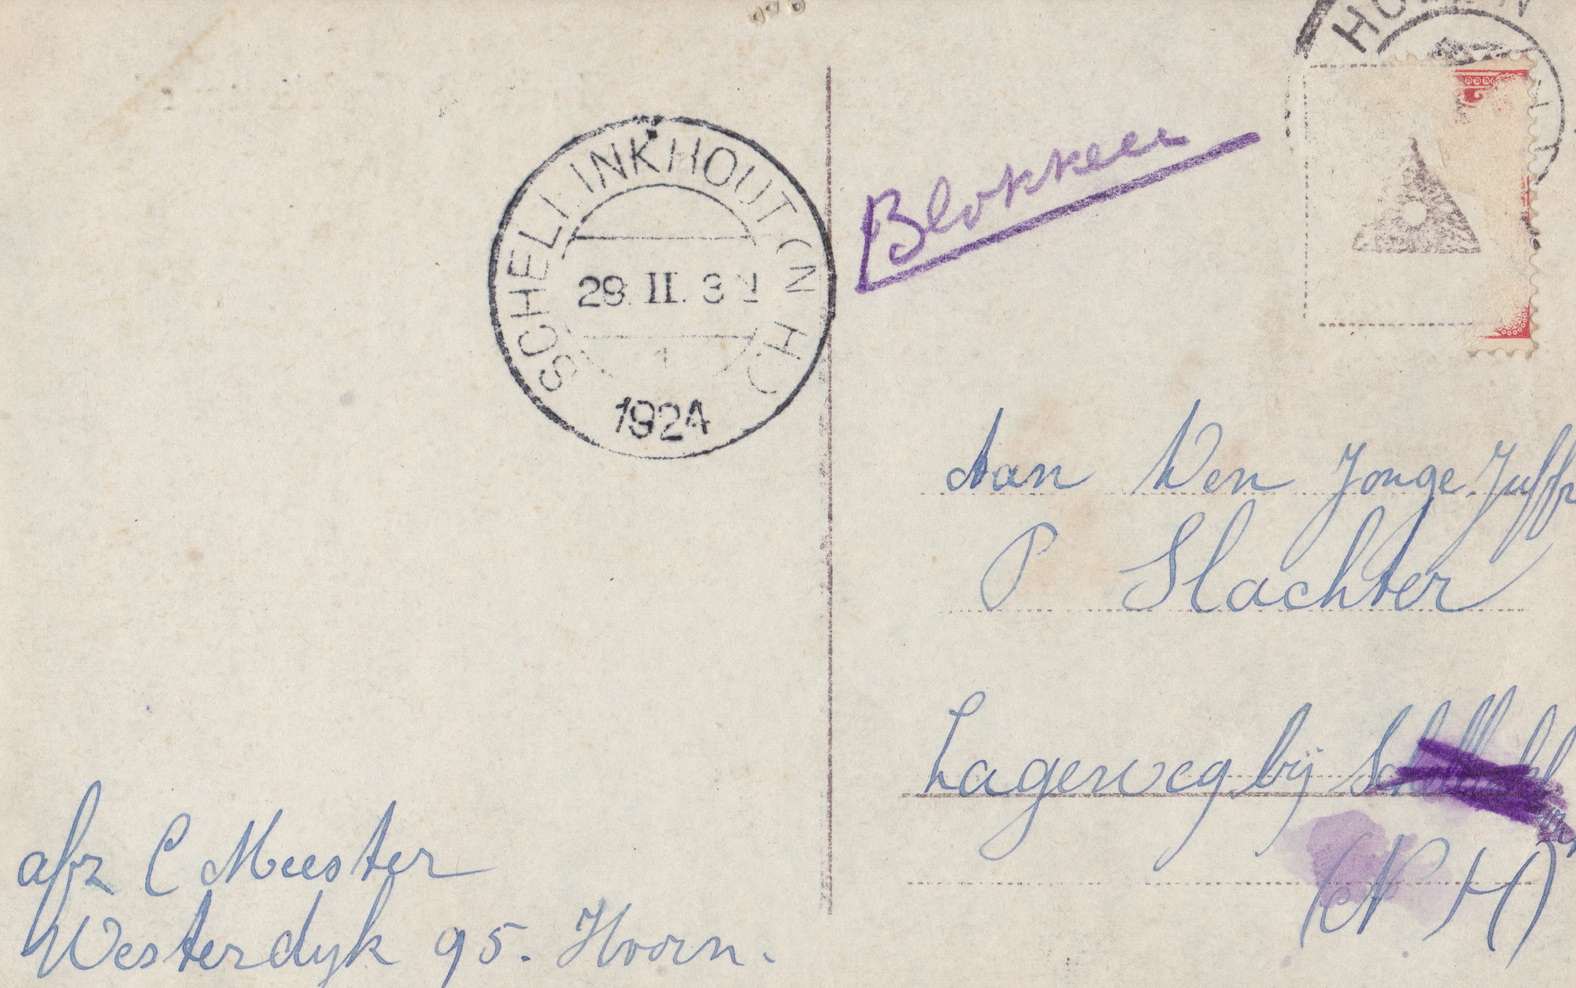 HOORN
SCHELLINKHOUT (N HO
29. II. 3
1924
Blokker
Aan Den Jonge Juffr
P Slachter
Lageweg bij
(N H)
afz C Meester
Westerdyk 95. Hoorn.